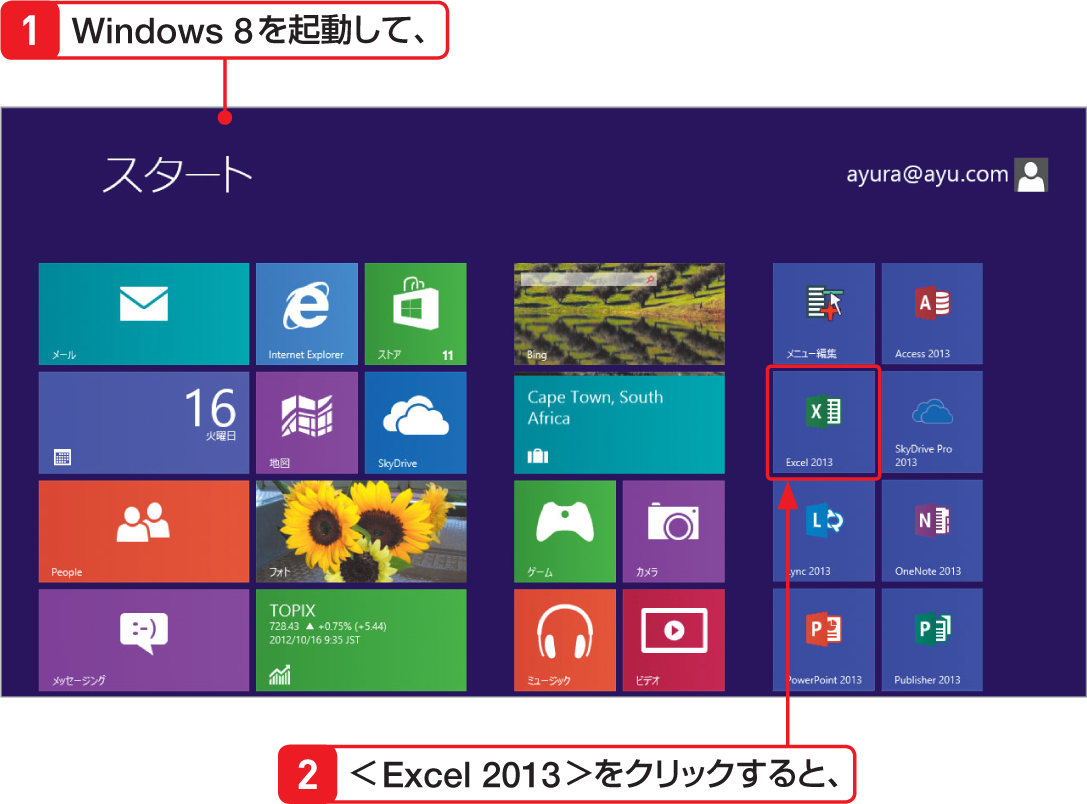 1 Windows 8を起動して、
スタート
ayura@ayu.com
メール
Internet Explorer
ストア 11
Bing
メニュー編集
Access 2013
16
火曜日
地図
SkyDrive
Cape Town, South
Africa
Excel 2013
SkyDrive Pro
2013
People
フォト
ゲーム
カメラ
Lync 2013
OneNote 2013
メッセージング
TOPIX
728.43 ▲ +0.75% (+5.44)
2012/10/16 9:35 JST
ミュージック
ビデオ
PowerPoint 2013
Publisher 2013
2 <Excel 2013>をクリックすると、